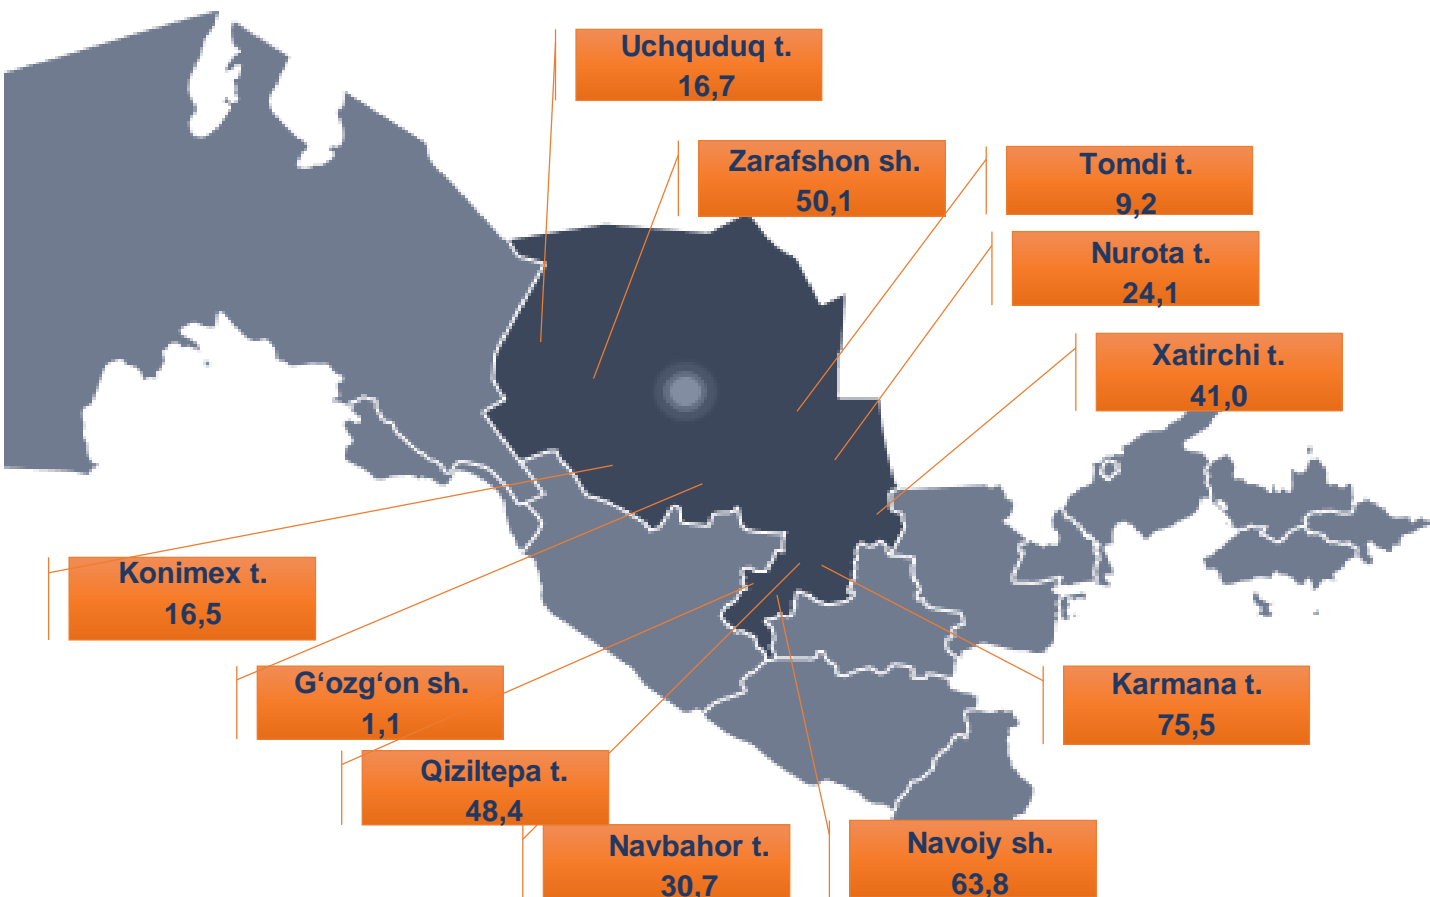 Uchquduq t.
16,7
Zarafshon sh.
50,1
Tomdi t.
9,2
Nurota t.
24,1
Xatirchi t.
41,0
Konimex t.
16,5
G‘ozg‘on sh.
1,1
Karmana t.
75,5
Qiziltepa t.
48,4
Navbahor t.
30,7
Navoiy sh.
63,8